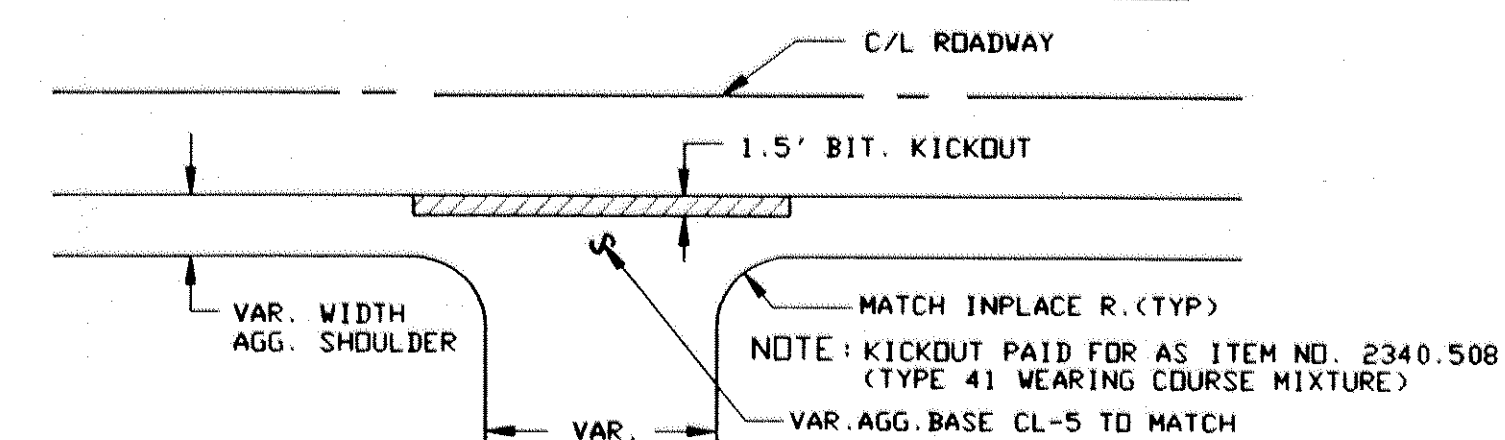 C/L ROADWAY
1.5' BIT. KICKOUT
VAR. WIDTH
AGG. SHOULDER
MATCH INPLACE R.(TYP)
NOTE: KICKOUT PAID FOR AS ITEM NO. 2340.508
(TYPE 41 WEARING COURSE MIXTURE)
VAR.AGG.BASE CL-5 TO MATCH
VAR.